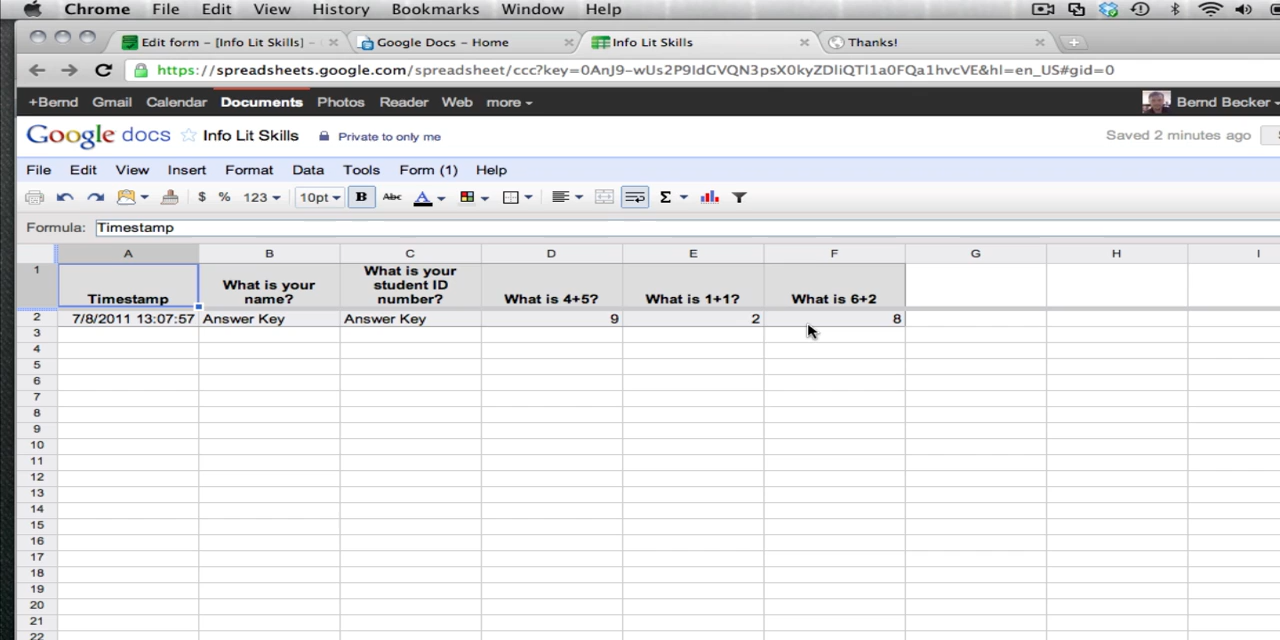 Chrome File Edit View History Bookmarks Window Help
Edit form – [Info Lit Skills] – Google Docs – Home Info Lit Skills Thanks!
https://spreadsheets.google.com/spreadsheet/ccc?key=0AnJ9-wUs2P9IdGVQN3psX0kyZDliQTl1a0FQa1hvcVE&hl=en_US#gid=0
+Bernd Gmail Calendar Documents Photos Reader Web more Bernd Becker
Google docs Info Lit Skills Private to only me Saved 2 minutes ago
File Edit View Insert Format Data Tools Form (1) Help
$ % 123 10pt B Abc A Σ
Formula: Timestamp
A B C D E F G H I
1 Timestamp What is your name? What is your student ID number? What is 4+5? What is 1+1? What is 6+2
2 7/8/2011 13:07:57 Answer Key Answer Key 9 2 8
3
4
5
6
7
8
9
10
11
12
13
14
15
16
17
18
19
20
21
22